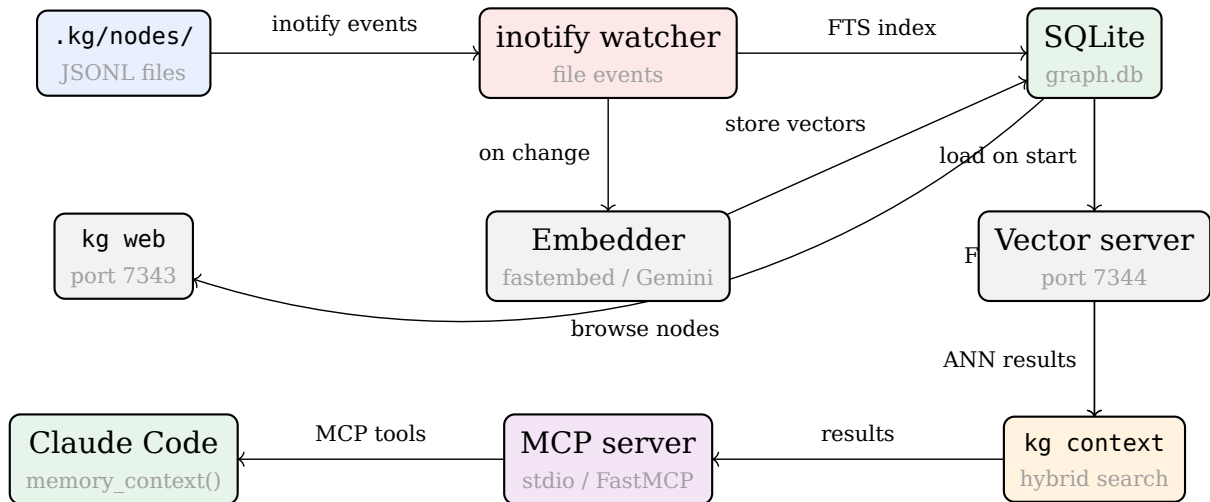 .kg/nodes/
JSONL files
inotify events
inotify watcher
file events
FTS index
SQLite
graph.db
on change
store vectors
load on start
kg web
port 7343
Embedder
fastembed / Gemini
F
Vector server
port 7344
browse nodes
ANN results
Claude Code
memory_context()
MCP tools
MCP server
stdio / FastMCP
results
kg context
hybrid search